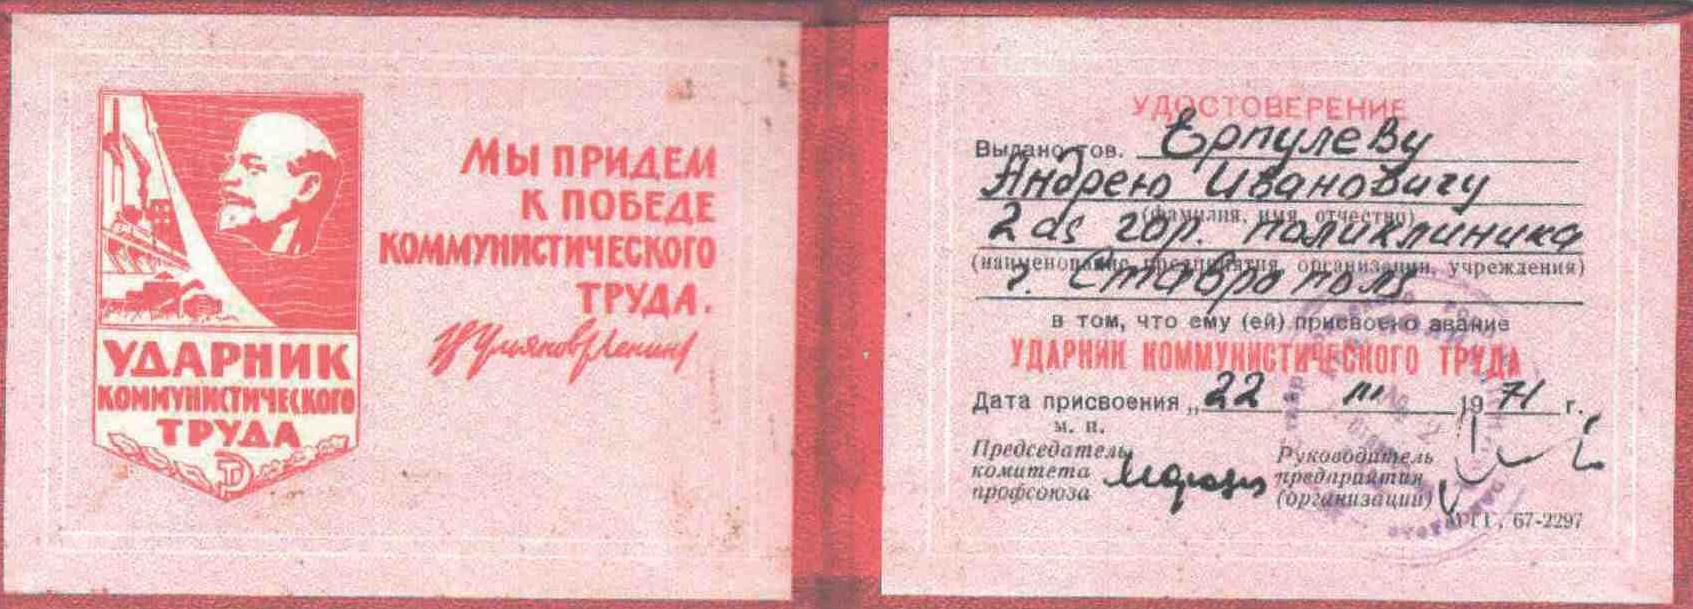 УДАРНИК
КОММУНИСТИЧЕСКОГО
ТРУДА
МЫ ПРИДЕМ
К ПОБЕДЕ
КОММУНИСТИЧЕСКОГО
ТРУДА.
В Ульянов (Ленин)
УДОСТОВЕРЕНИЕ
Выдано тов. Ерпулеву
Андрею Ивановичу
(фамилия, имя, отчество)
2 ая гор. поликлиника
(наименование предприятия, организации, учреждения)
г. Ставрополь
в том, что ему (ей) присвоено звание
УДАРНИК КОММУНИСТИЧЕСКОГО ТРУДА
Дата присвоения „22 III 1971 г.
м. п.
Председатель
комитета
профсоюза
Руководитель
предприятия
(организации)
67-2297